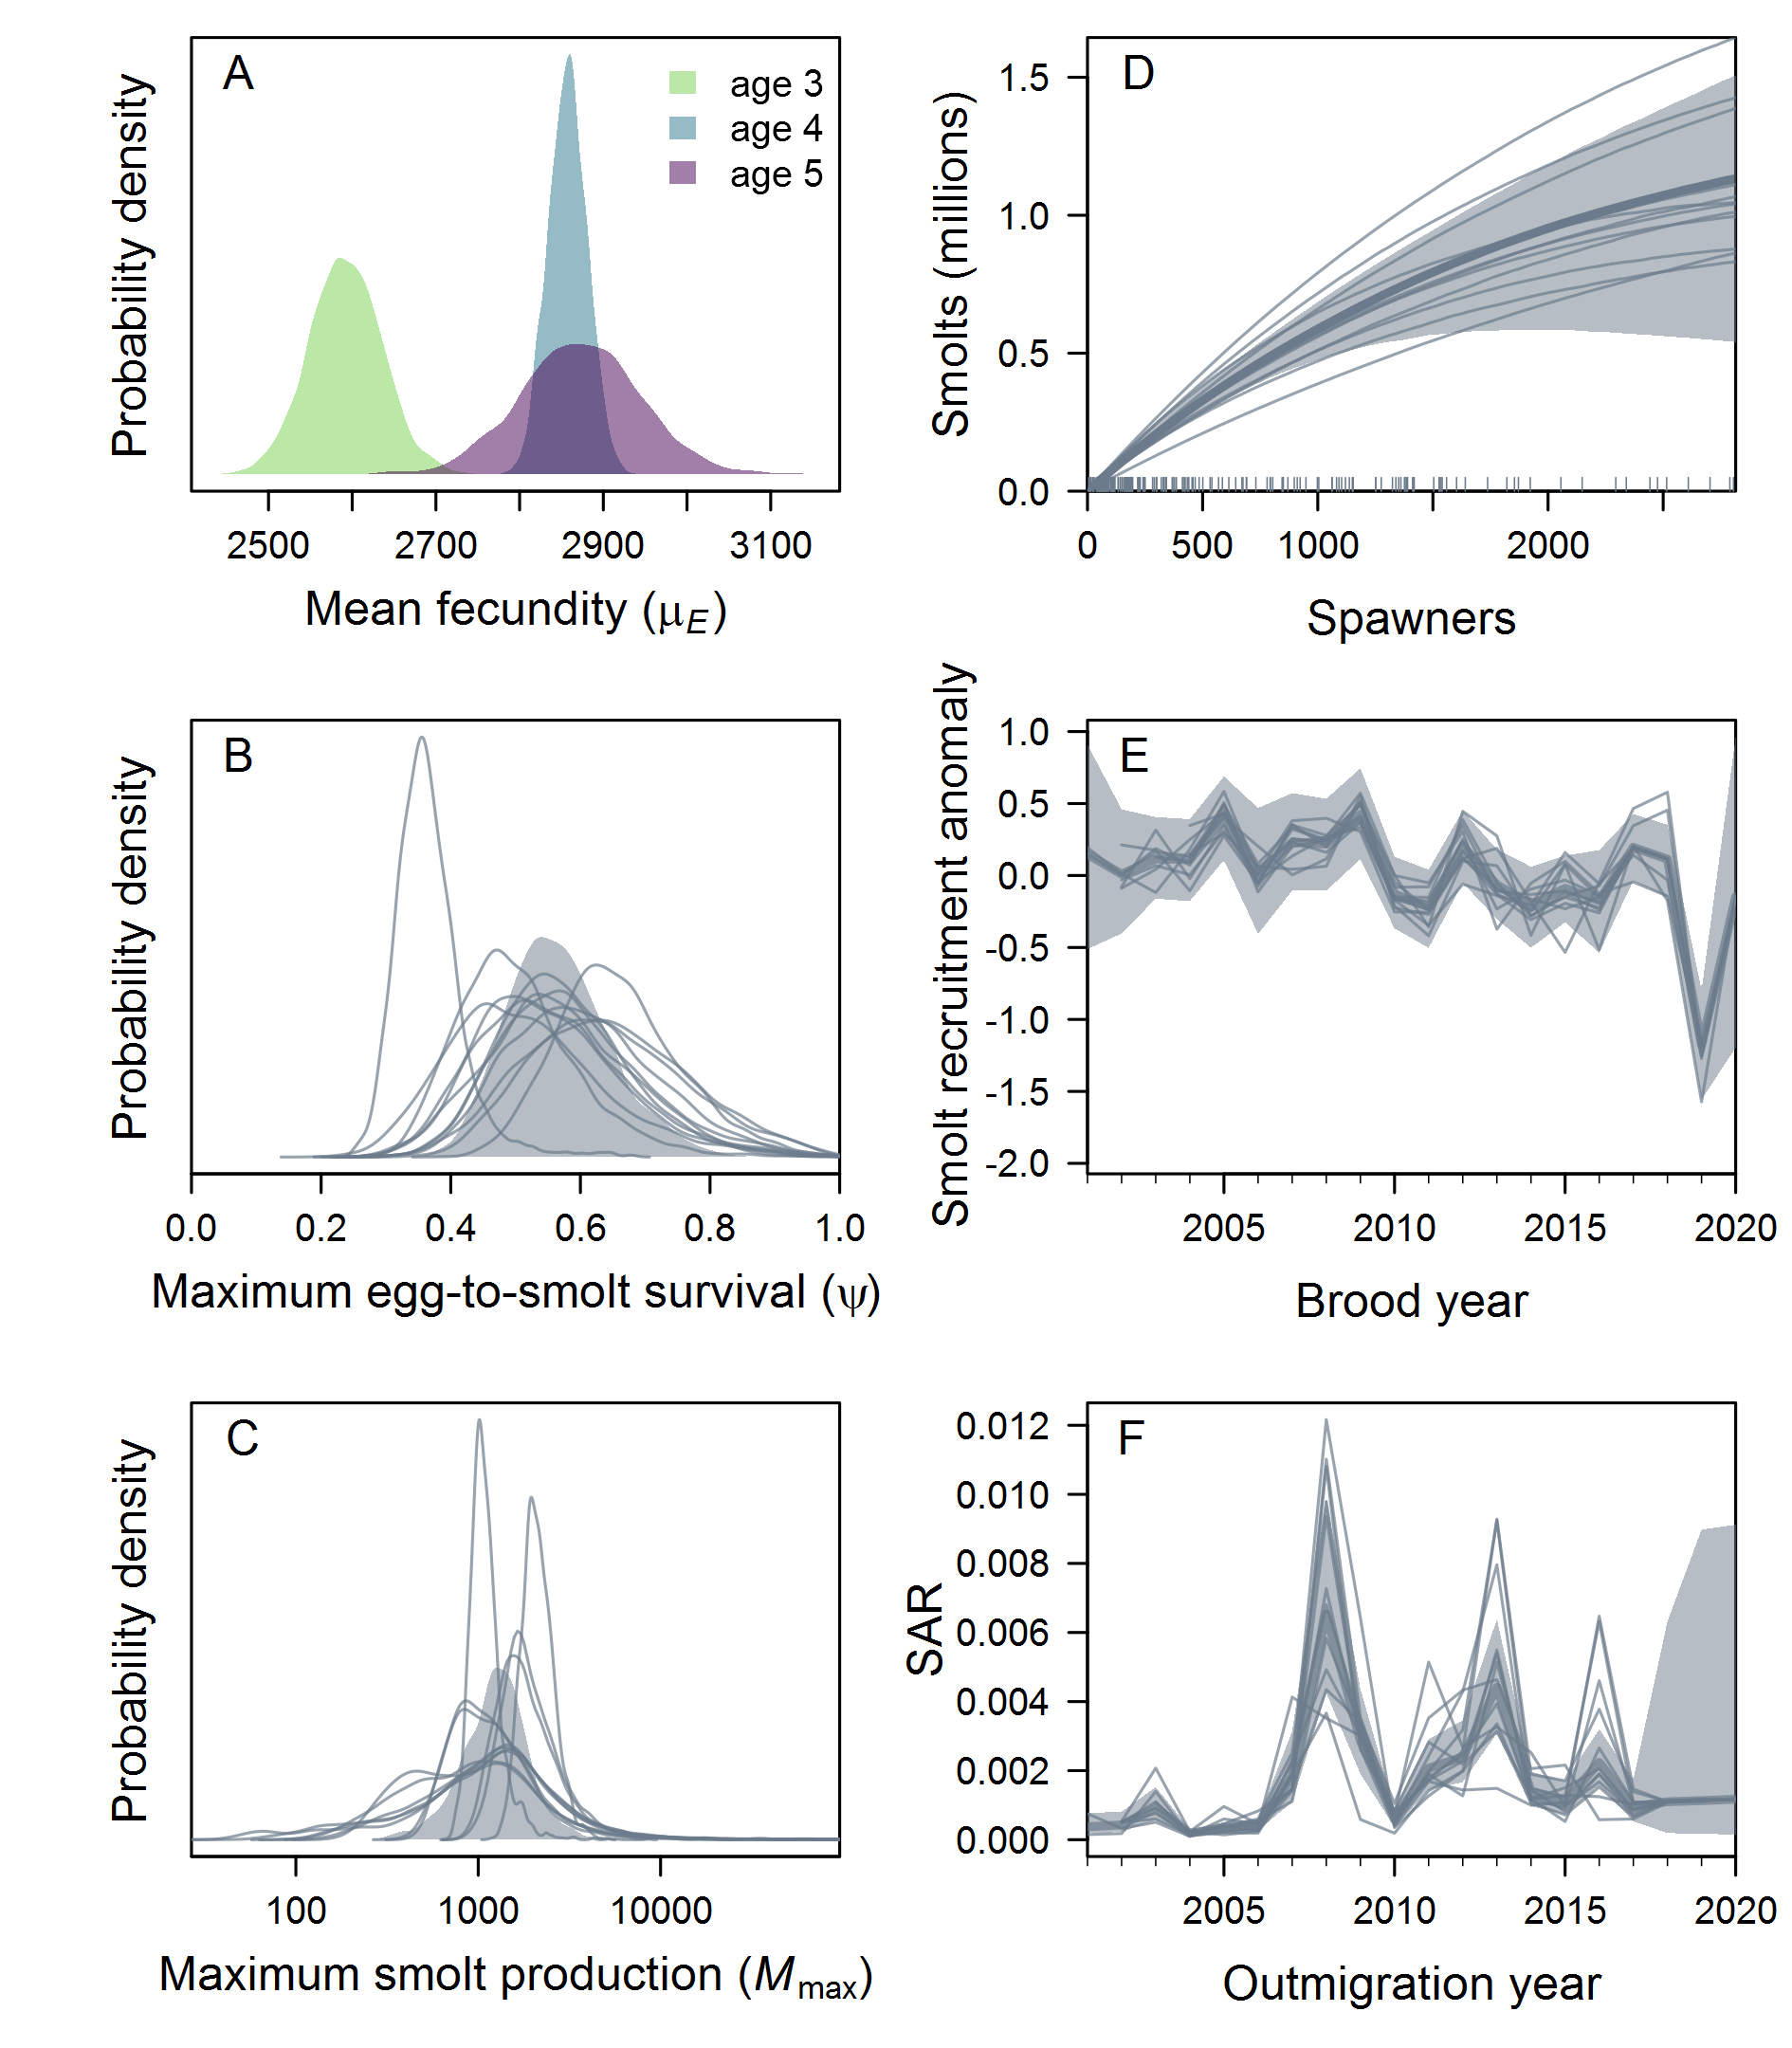 A
age 3
age 4
age 5
Probability density
2500 2700 2900 3100
Mean fecundity (μE)
D
Smolts (millions)
1.5
1.0
0.5
0.0
0 500 1000 2000
Spawners
B
Probability density
0.0 0.2 0.4 0.6 0.8 1.0
Maximum egg-to-smolt survival (ψ)
E
Smolt recruitment anomaly
1.0
0.5
0.0
-0.5
-1.0
-1.5
-2.0
2005 2010 2015 2020
Brood year
C
Probability density
100 1000 10000
Maximum smolt production (Mmax)
F
SAR
0.012
0.010
0.008
0.006
0.004
0.002
0.000
2005 2010 2015 2020
Outmigration year